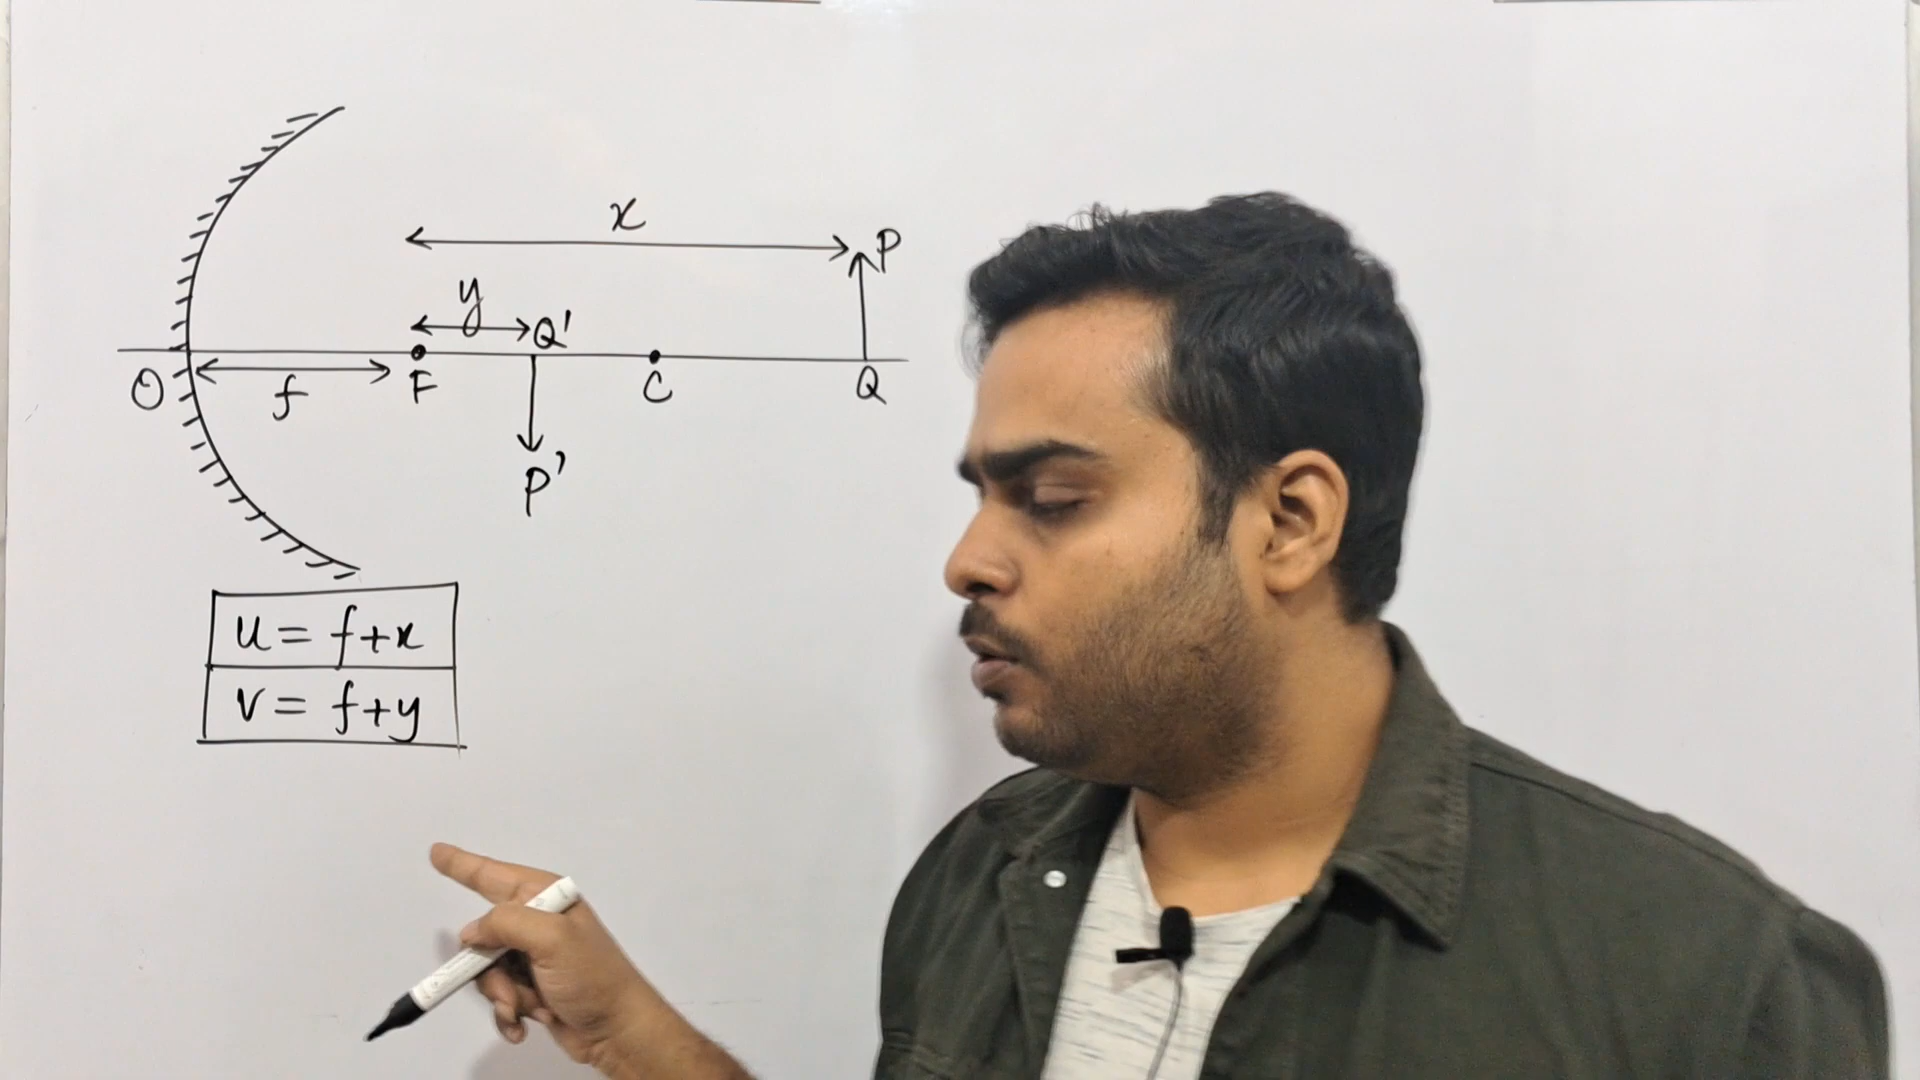 x
P
y
Q'
O
f
F
C
Q
P'
u = f+x
v = f+y